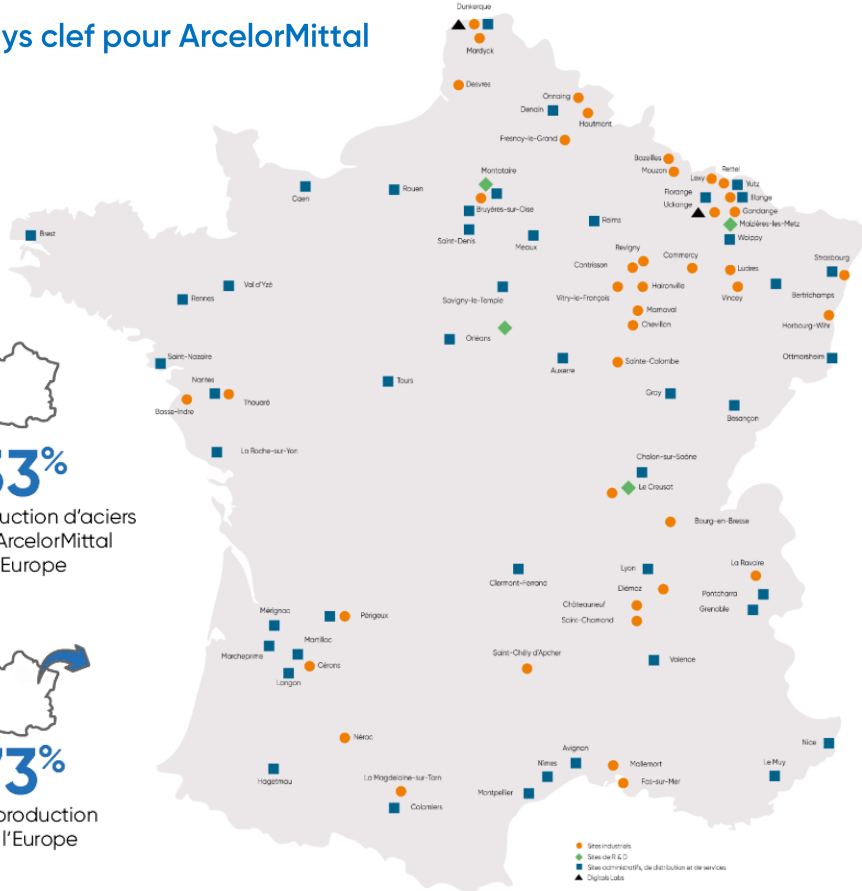 ys clef pour ArcelorMittal
Dunkerque
Mardyck
Desvres
Onnaing
Denain
Hautmont
Fresnoy-le-Grand
Bazeilles
Mouzon
Montataire
Rettel
Lexy
Yutz
Florange
Illange
Uckange
Gandrange
Maizières-les-Metz
Woippy
Caen
Rouen
Bruyères-sur-Oise
Reims
Saint-Denis
Meaux
Brest
Revigny
Commercy
Contrisson
Ludres
Strasbourg
Val d'Yzé
Rennes
Savigny-le-Temple
Vitry-le-François
Haironville
Vincey
Bertrichamps
Marnaval
Chevillon
Horbourg-Wihr
Orléans
Saint-Nazaire
Auxerre
Sainte-Colombe
Ottmarsheim
Nantes
Tours
Basse-Indre
Thouaré
Gray
Besançon
La Roche-sur-Yon
Chalon-sur-Saône
Le Creusot
3%
uction d'aciers
ArcelorMittal
Europe
Bourg-en-Bresse
Clermont-Ferrand
Lyon
La Ravoire
Diémoz
Pontcharra
Châteauneuf
Grenoble
Saint-Chamond
Mérignac
Périgeux
Martillac
Marcheprime
Cérons
Langon
Saint-Chély d'Apcher
Valence
3%
production
l'Europe
Nérac
Nice
Hagetmau
La Magdelaine-sur-Tarn
Colomiers
Avignon
Nîmes
Mallemort
Le Muy
Montpellier
Fos-sur-Mer
Sites industriels
Sites de R & D
Sites administratifs, de distribution et de services
Digitals Labs